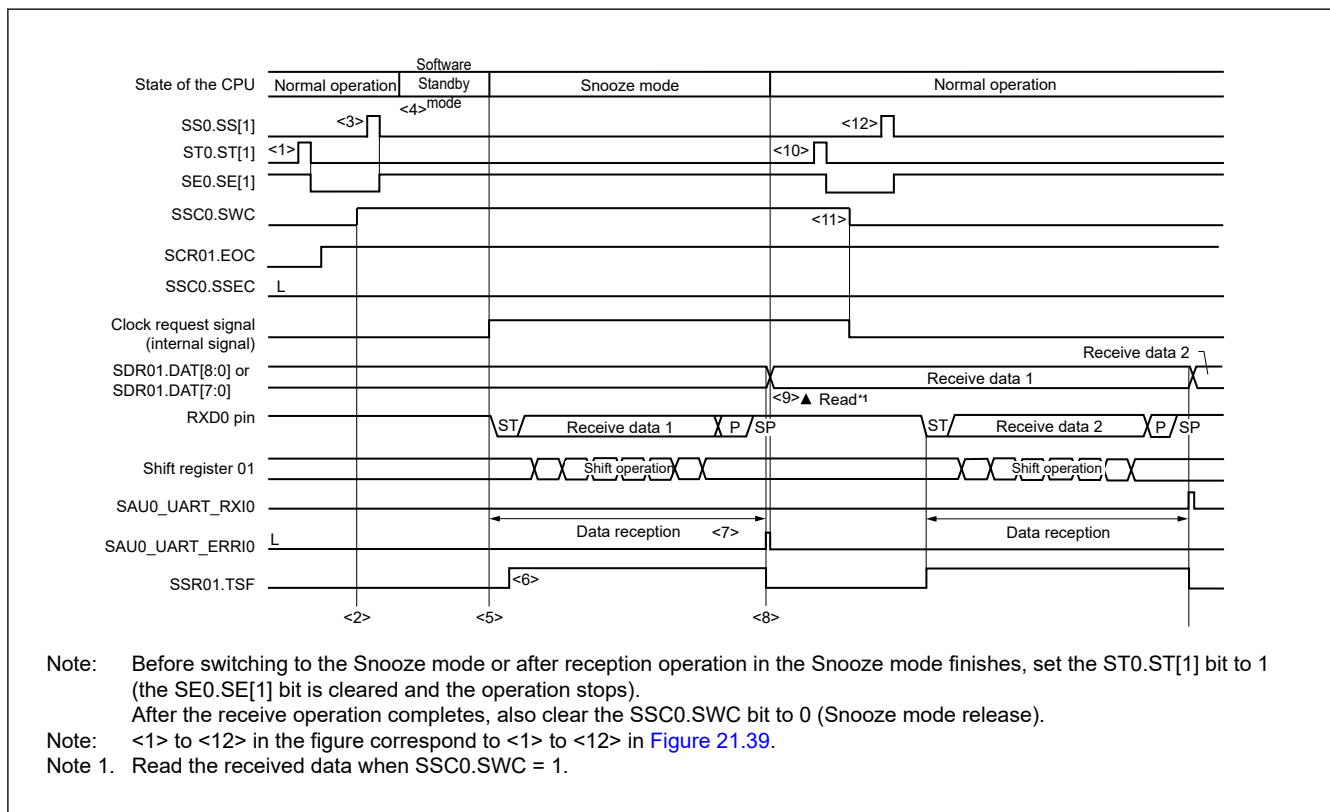 Software
State of the CPU Normal operation Standby Snooze mode Normal operation
<4> mode
SS0.SS[1] <3> <12>
ST0.ST[1] <1> <10>
SE0.SE[1]
SSC0.SWC <11>
SCR01.EOC
SSC0.SSEC L
Clock request signal
(internal signal)
Receive data 2
SDR01.DAT[8:0] or
SDR01.DAT[7:0] Receive data 1
<9>▲ Read*1
RXD0 pin ST Receive data 1 P SP ST Receive data 2 P SP
Shift register 01 Shift operation Shift operation
SAU0_UART_RXI0
Data reception <7> Data reception
SAU0_UART_ERRI0 L
SSR01.TSF <6>
<2> <5> <8>
Note: Before switching to the Snooze mode or after reception operation in the Snooze mode finishes, set the ST0.ST[1] bit to 1
(the SE0.SE[1] bit is cleared and the operation stops).
After the receive operation completes, also clear the SSC0.SWC bit to 0 (Snooze mode release).
Note: <1> to <12> in the figure correspond to <1> to <12> in Figure 21.39.
Note 1. Read the received data when SSC0.SWC = 1.